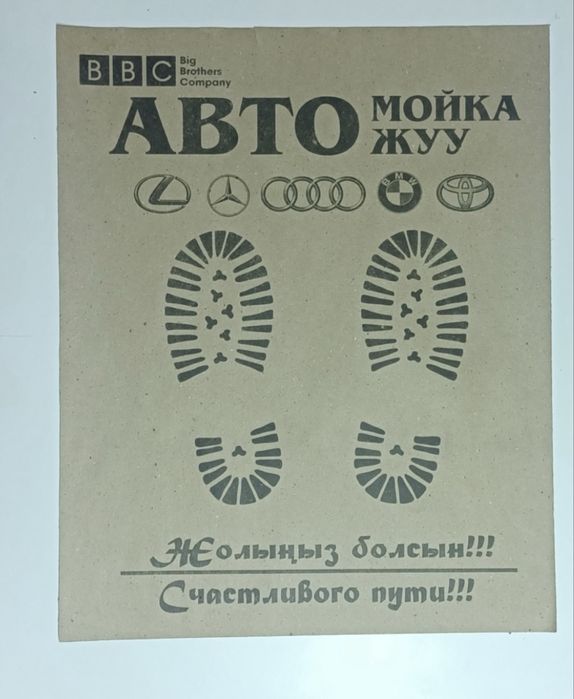 BBC Big
Brothers
Company
АВТО МОЙКА
ЖУУ
BMW
Жолыңыз болсын!!!
Счастливого пути!!!